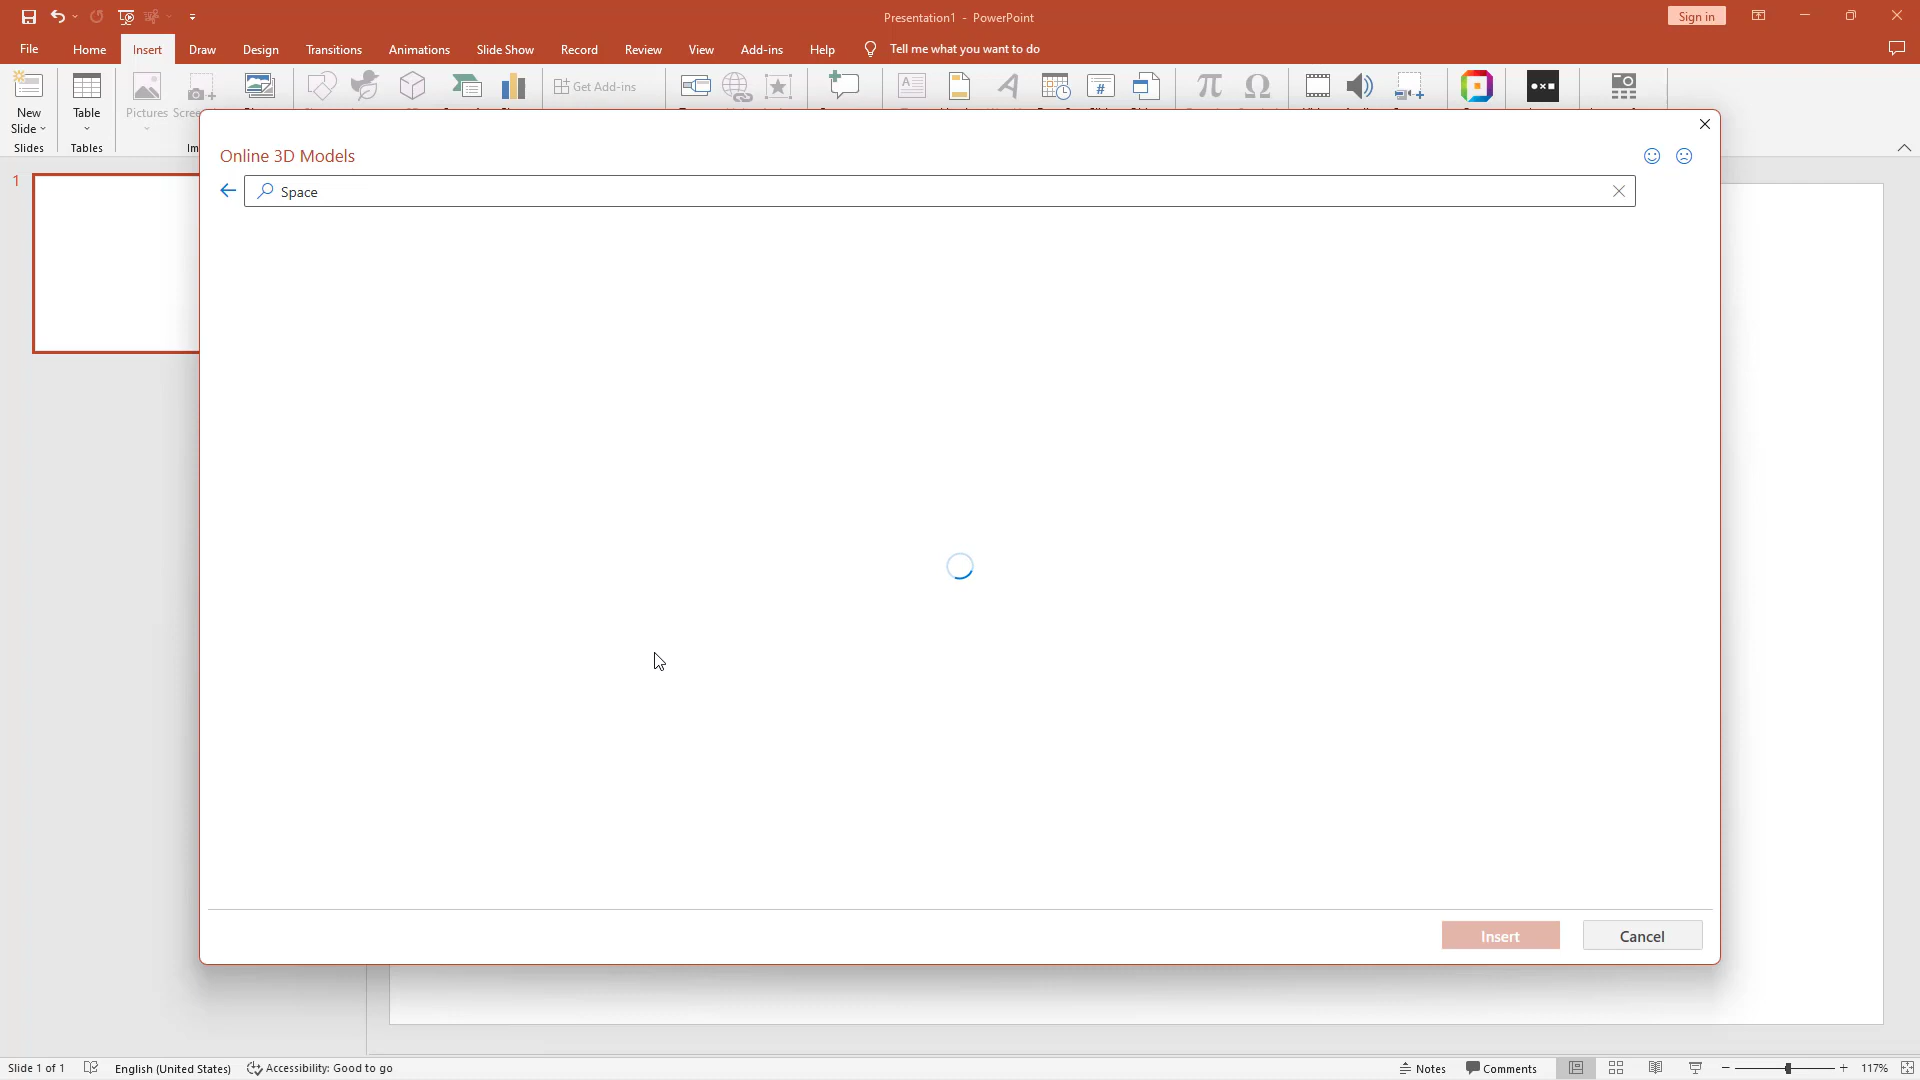 Presentation1 - PowerPoint
Sign in
File Home Insert Draw Design Transitions Animations Slide Show Record Review View Add-ins Help Tell me what you want to do
Get Add-ins
New Slide
Table
Pictures
Slides
Tables
Online 3D Models
Space
1
Insert
Cancel
Slide 1 of 1 English (United States) Accessibility: Good to go Notes Comments 117%